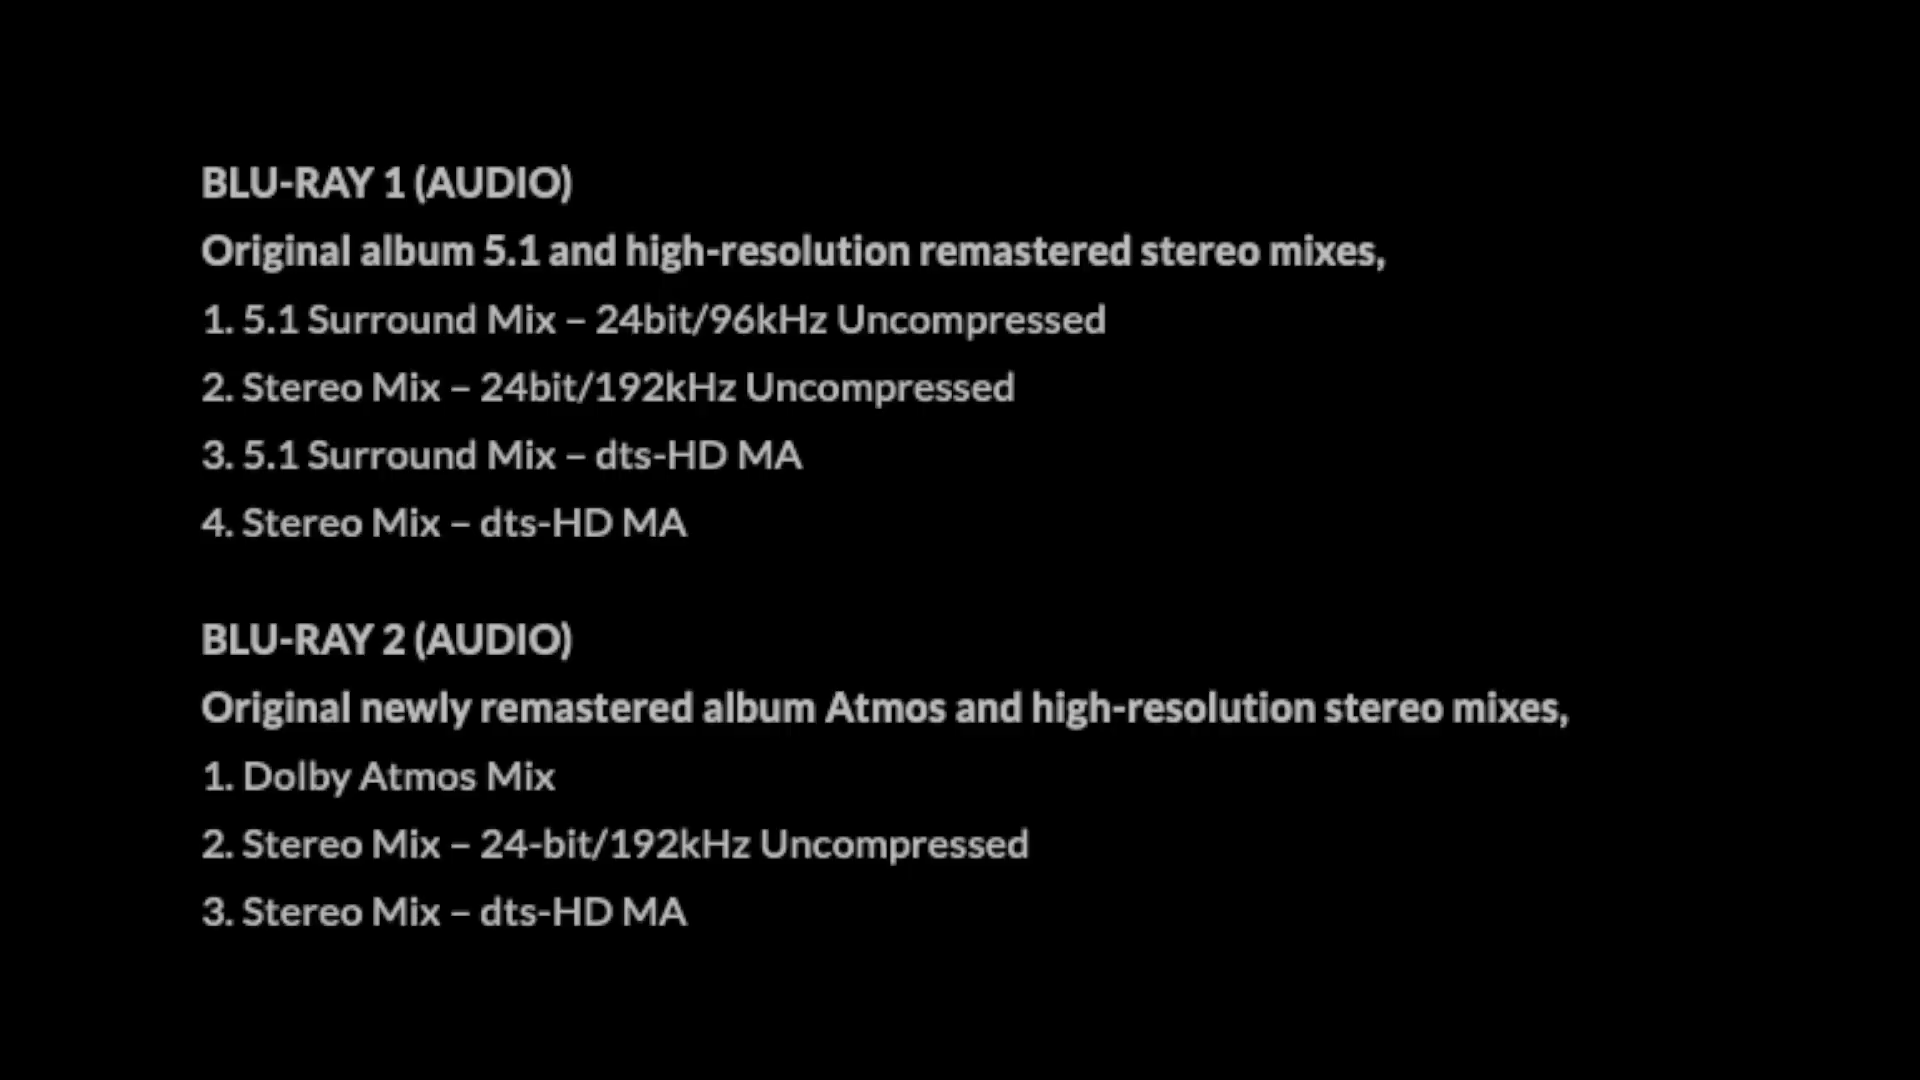 BLU-RAY 1 (AUDIO)
Original album 5.1 and high-resolution remastered stereo mixes,
1. 5.1 Surround Mix – 24bit/96kHz Uncompressed
2. Stereo Mix – 24bit/192kHz Uncompressed
3. 5.1 Surround Mix – dts-HD MA
4. Stereo Mix – dts-HD MA
BLU-RAY 2 (AUDIO)
Original newly remastered album Atmos and high-resolution stereo mixes,
1. Dolby Atmos Mix
2. Stereo Mix – 24-bit/192kHz Uncompressed
3. Stereo Mix – dts-HD MA